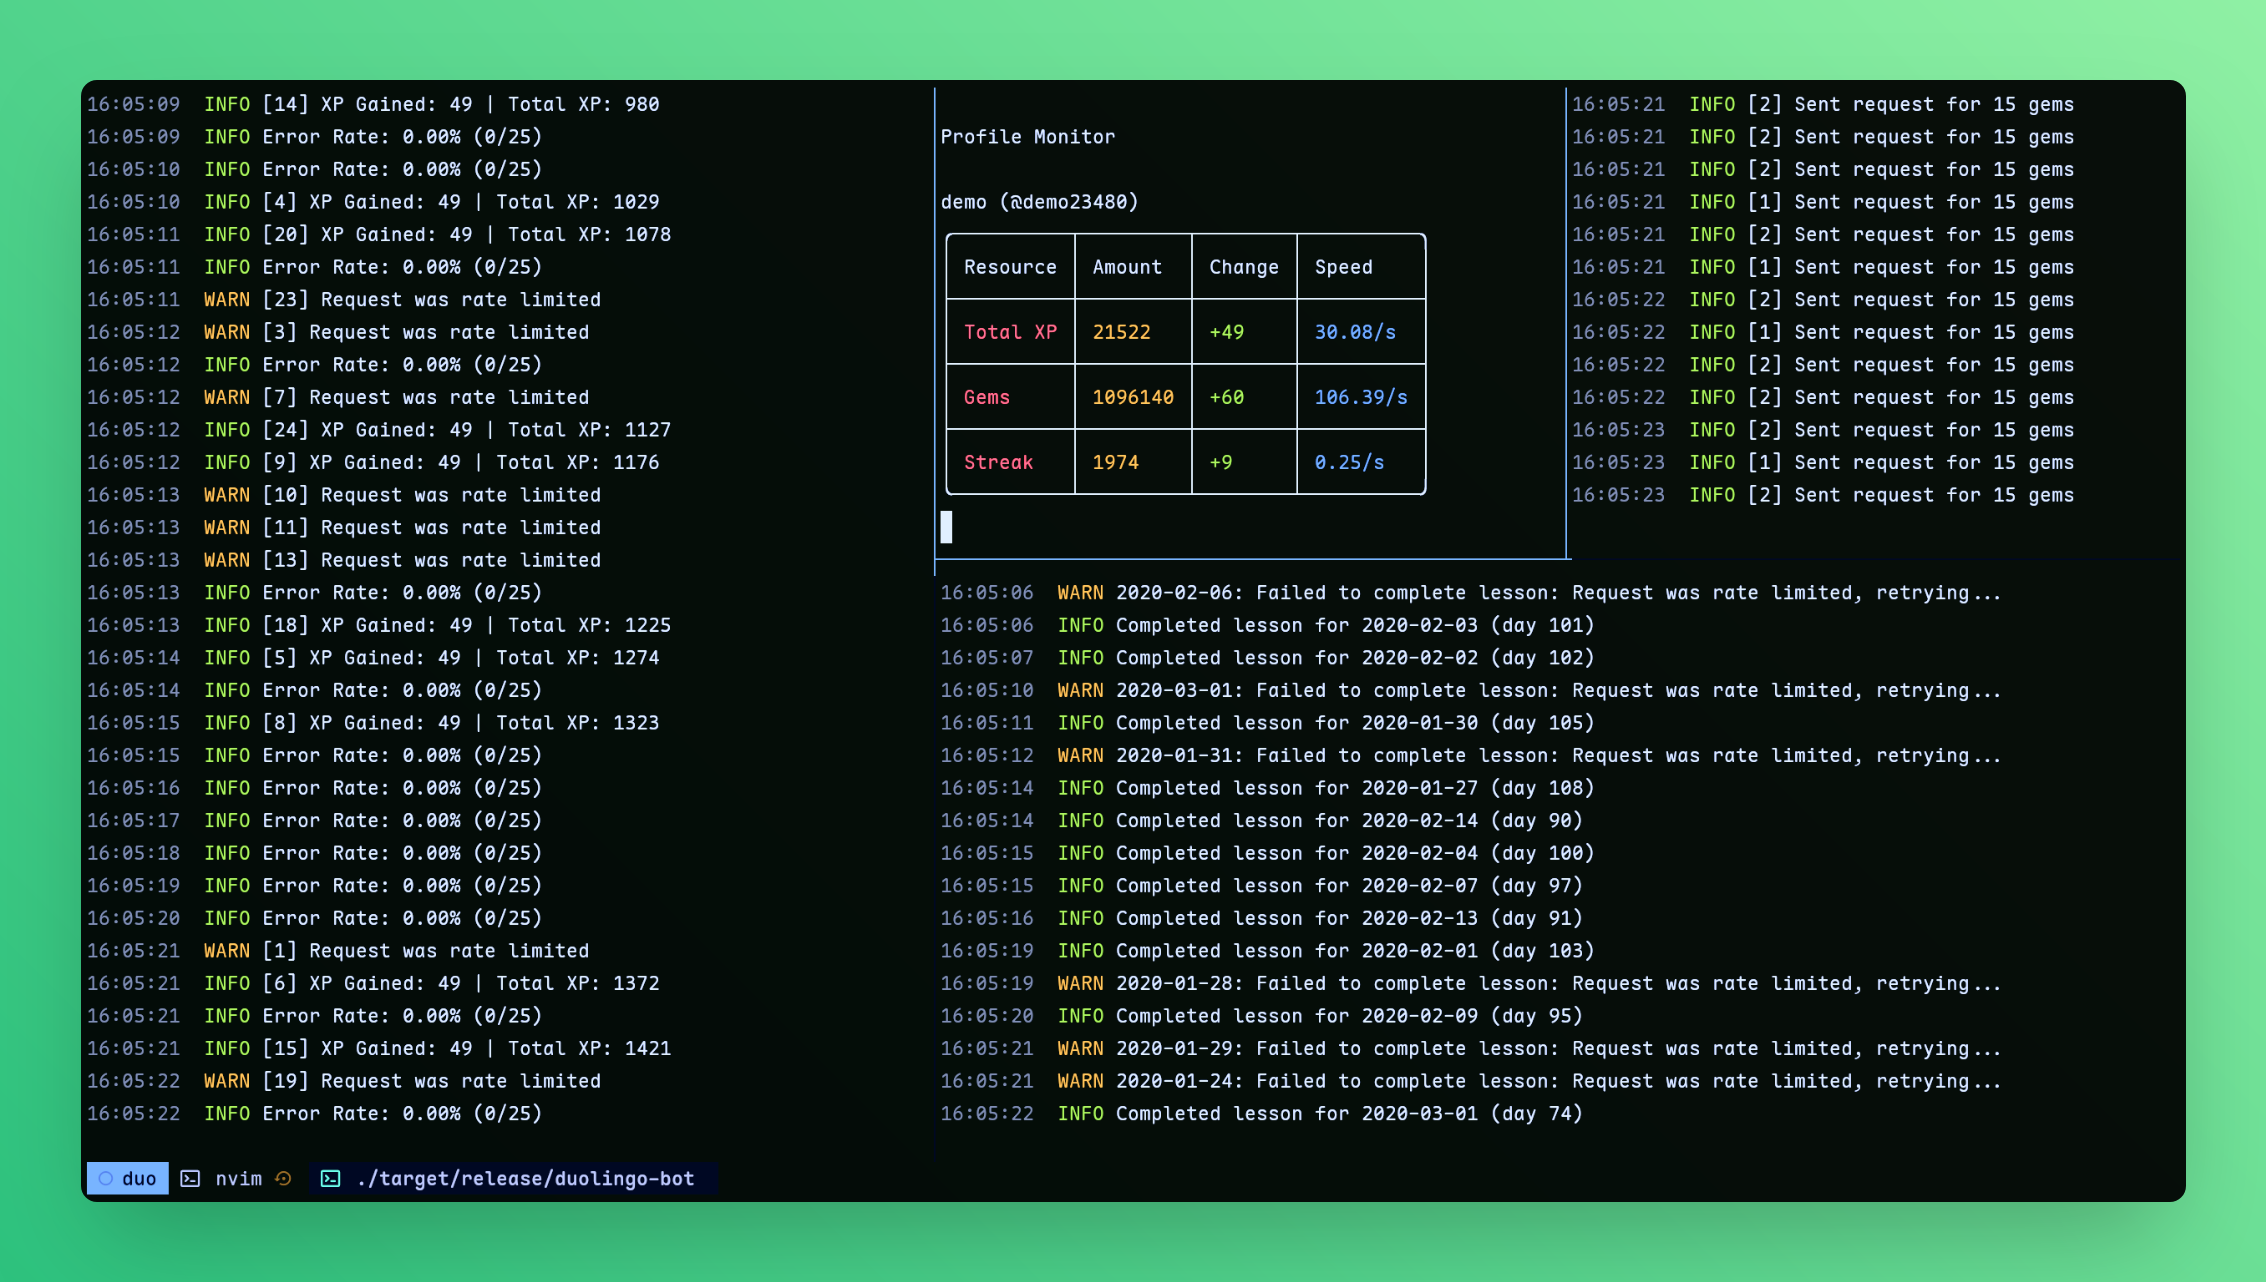 16:05:09 INFO [14] XP Gained: 49 | Total XP: 980
16:05:09 INFO Error Rate: 0.00% (0/25)
16:05:10 INFO Error Rate: 0.00% (0/25)
16:05:10 INFO [4] XP Gained: 49 | Total XP: 1029
16:05:11 INFO [20] XP Gained: 49 | Total XP: 1078
16:05:11 INFO Error Rate: 0.00% (0/25)
16:05:11 WARN [23] Request was rate limited
16:05:12 WARN [3] Request was rate limited
16:05:12 INFO Error Rate: 0.00% (0/25)
16:05:12 WARN [7] Request was rate limited
16:05:12 INFO [24] XP Gained: 49 | Total XP: 1127
16:05:12 INFO [9] XP Gained: 49 | Total XP: 1176
16:05:13 WARN [10] Request was rate limited
16:05:13 WARN [11] Request was rate limited
16:05:13 WARN [13] Request was rate limited
16:05:13 INFO Error Rate: 0.00% (0/25)
16:05:13 INFO [18] XP Gained: 49 | Total XP: 1225
16:05:14 INFO [5] XP Gained: 49 | Total XP: 1274
16:05:14 INFO Error Rate: 0.00% (0/25)
16:05:15 INFO [8] XP Gained: 49 | Total XP: 1323
16:05:15 INFO Error Rate: 0.00% (0/25)
16:05:16 INFO Error Rate: 0.00% (0/25)
16:05:17 INFO Error Rate: 0.00% (0/25)
16:05:18 INFO Error Rate: 0.00% (0/25)
16:05:19 INFO Error Rate: 0.00% (0/25)
16:05:20 INFO Error Rate: 0.00% (0/25)
16:05:21 WARN [1] Request was rate limited
16:05:21 INFO [6] XP Gained: 49 | Total XP: 1372
16:05:21 INFO Error Rate: 0.00% (0/25)
16:05:21 INFO [15] XP Gained: 49 | Total XP: 1421
16:05:22 WARN [19] Request was rate limited
16:05:22 INFO Error Rate: 0.00% (0/25)
Profile Monitor
demo (@demo23480)
Resource Amount Change Speed
Total XP 21522 +49 30.08/s
Gems 1096140 +60 106.39/s
Streak 1974 +9 0.25/s
16:05:21 INFO [2] Sent request for 15 gems
16:05:21 INFO [2] Sent request for 15 gems
16:05:21 INFO [2] Sent request for 15 gems
16:05:21 INFO [1] Sent request for 15 gems
16:05:21 INFO [2] Sent request for 15 gems
16:05:21 INFO [1] Sent request for 15 gems
16:05:22 INFO [2] Sent request for 15 gems
16:05:22 INFO [1] Sent request for 15 gems
16:05:22 INFO [2] Sent request for 15 gems
16:05:22 INFO [2] Sent request for 15 gems
16:05:23 INFO [2] Sent request for 15 gems
16:05:23 INFO [1] Sent request for 15 gems
16:05:23 INFO [2] Sent request for 15 gems
16:05:06 WARN 2020-02-06: Failed to complete lesson: Request was rate limited, retrying...
16:05:06 INFO Completed lesson for 2020-02-03 (day 101)
16:05:07 INFO Completed lesson for 2020-02-02 (day 102)
16:05:10 WARN 2020-03-01: Failed to complete lesson: Request was rate limited, retrying...
16:05:11 INFO Completed lesson for 2020-01-30 (day 105)
16:05:12 WARN 2020-01-31: Failed to complete lesson: Request was rate limited, retrying...
16:05:14 INFO Completed lesson for 2020-01-27 (day 108)
16:05:14 INFO Completed lesson for 2020-02-14 (day 90)
16:05:15 INFO Completed lesson for 2020-02-04 (day 100)
16:05:15 INFO Completed lesson for 2020-02-07 (day 97)
16:05:16 INFO Completed lesson for 2020-02-13 (day 91)
16:05:19 INFO Completed lesson for 2020-02-01 (day 103)
16:05:19 WARN 2020-01-28: Failed to complete lesson: Request was rate limited, retrying...
16:05:20 INFO Completed lesson for 2020-02-09 (day 95)
16:05:21 WARN 2020-01-29: Failed to complete lesson: Request was rate limited, retrying...
16:05:21 WARN 2020-01-24: Failed to complete lesson: Request was rate limited, retrying...
16:05:22 INFO Completed lesson for 2020-03-01 (day 74)
duo nvim ./target/release/duolingo-bot